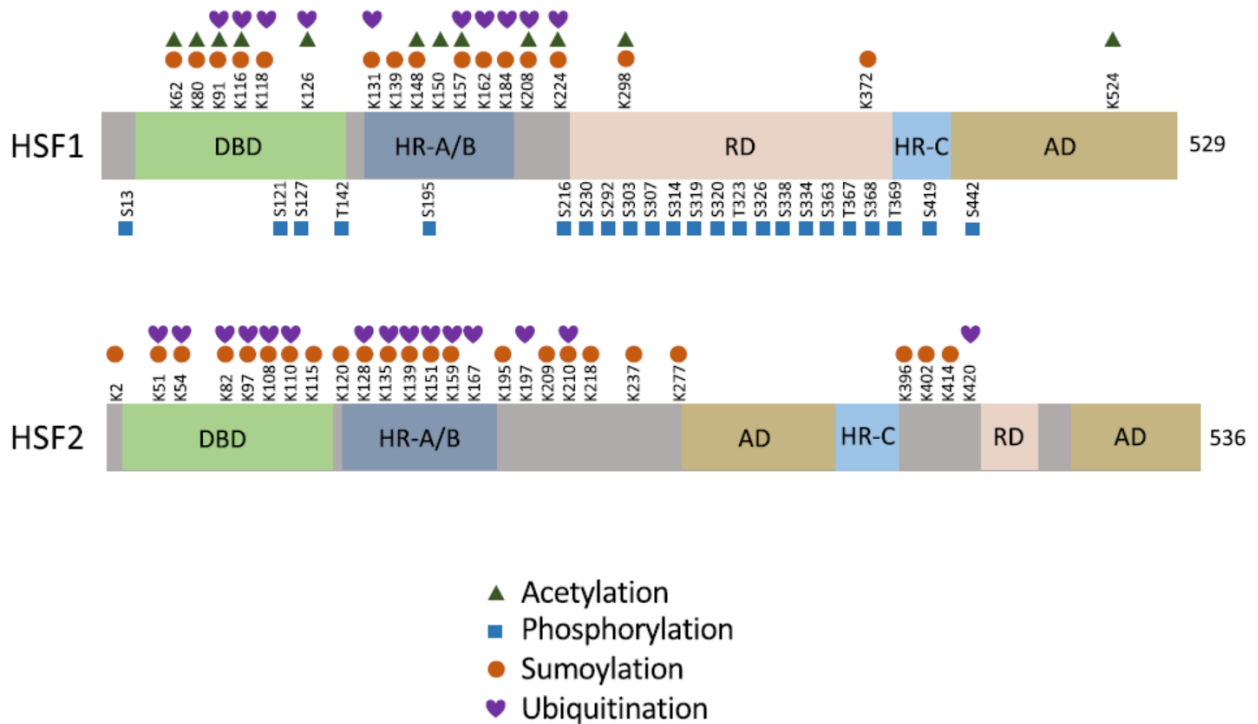 K62 K80 K91 K116 K118 K126 K131 K139 K148 K150 K157 K162 K184 K208 K224 K298 K372 K524
HSF1 DBD HR-A/B RD HR-C AD 529
S13 S121 S127 T142 S195 S216 S230 S292 S303 S307 S314 S319 S320 T323 S326 S338 S334 S363 T367 S368 T369 S419 S442
K2 K51 K54 K82 K97 K108 K110 K115 K120 K128 K135 K139 K151 K159 K167 K195 K197 K209 K210 K218 K237 K277 K396 K402 K414 K420
HSF2 DBD HR-A/B AD HR-C RD AD 536
Acetylation
Phosphorylation
Sumoylation
Ubiquitination